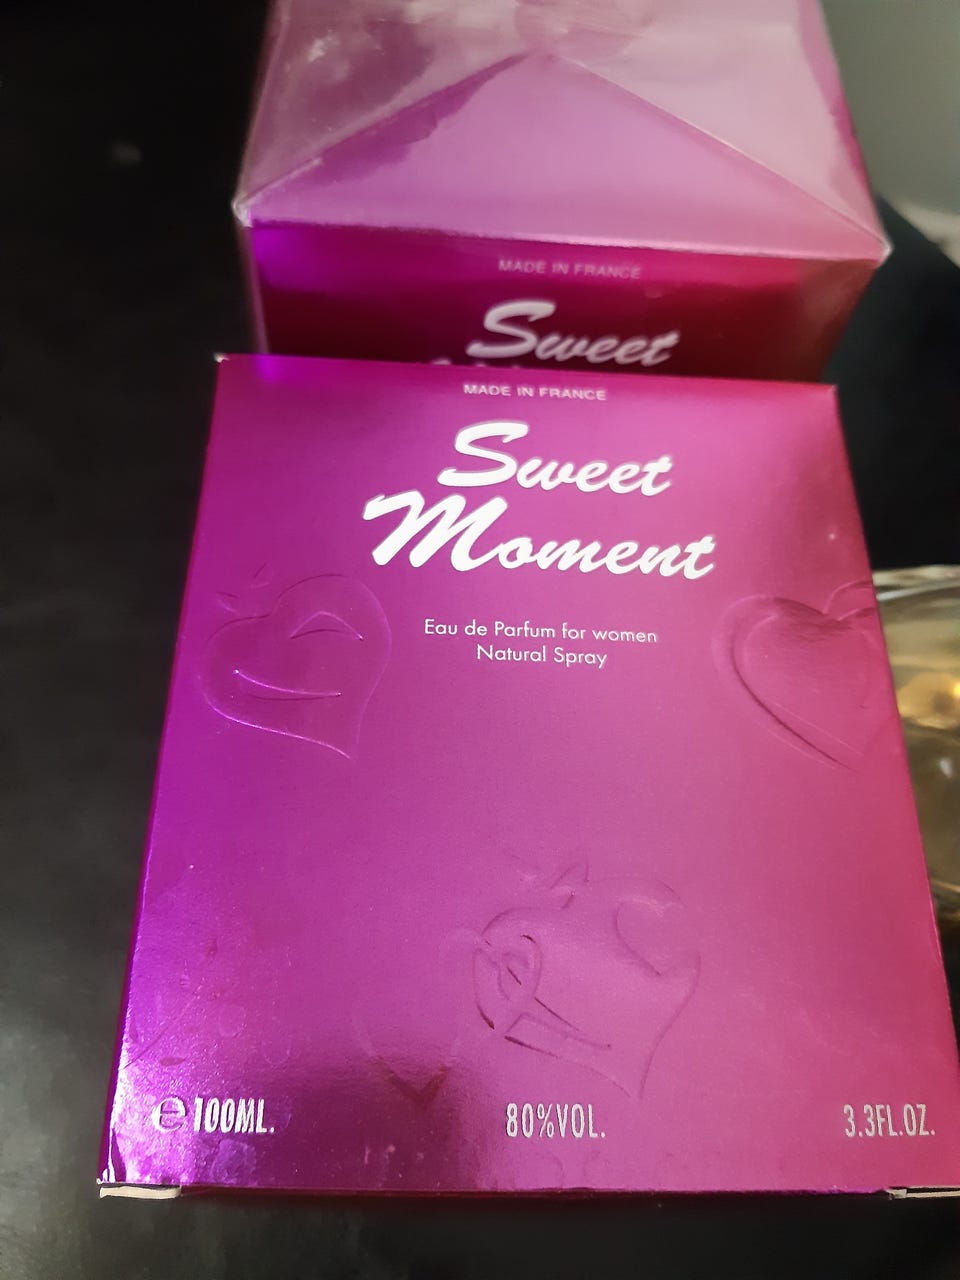 MADE IN FRANCE
Sweet
MADE IN FRANCE
Sweet
Moment
Eau de Parfum for women
Natural Spray
e 100ML.
80%VOL.
3.3FL.OZ.